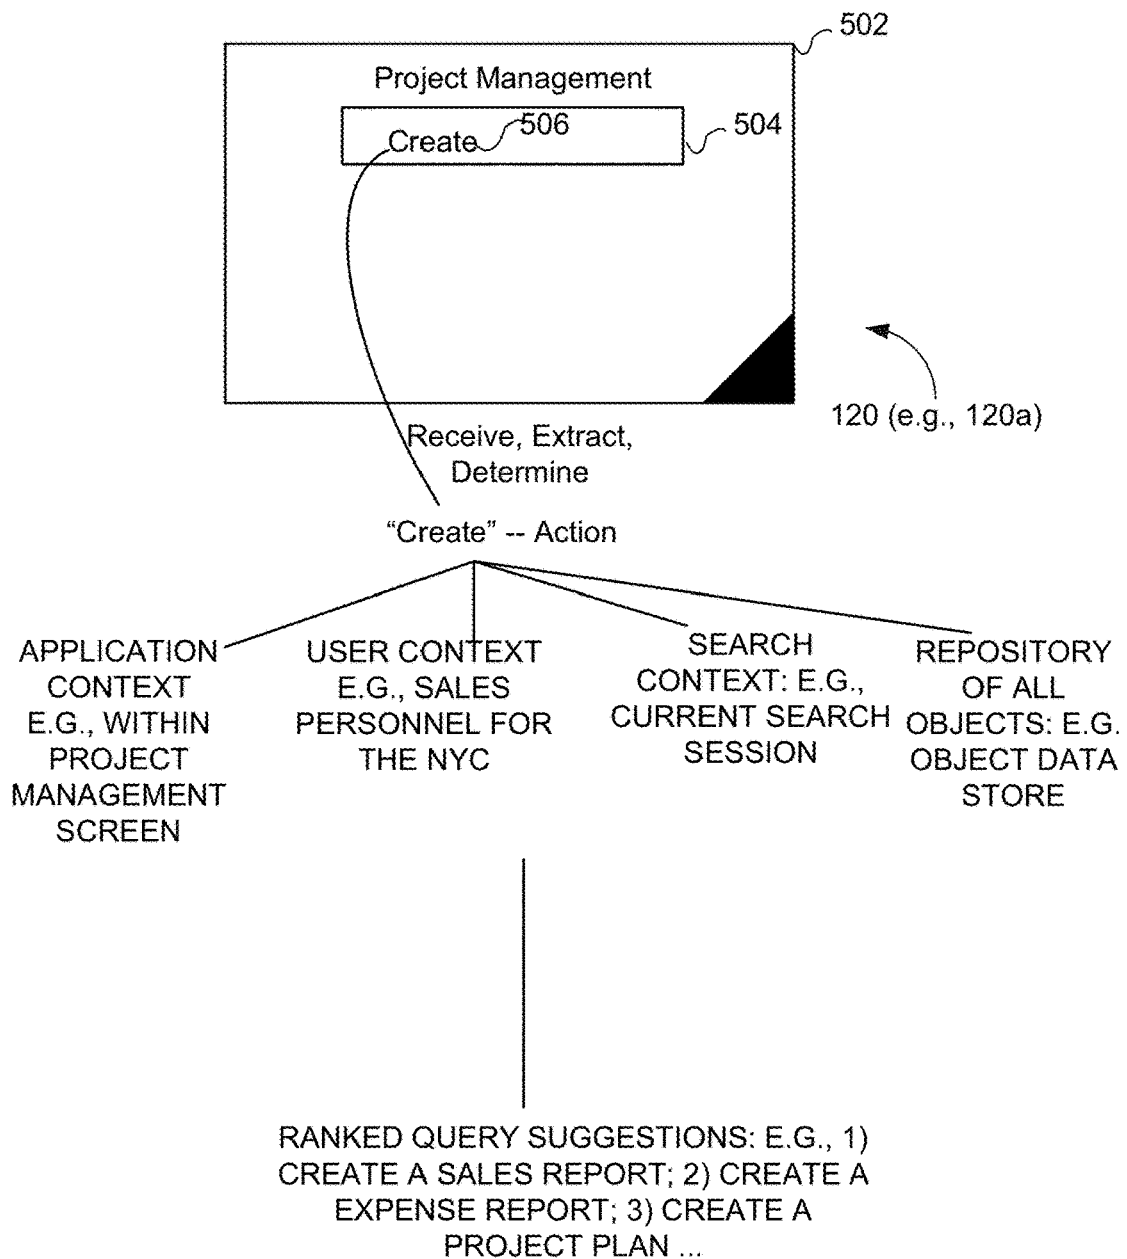 502
Project Management
Create 506
504
120 (e.g., 120a)
Receive, Extract,
Determine
“Create” -- Action
APPLICATION
CONTEXT
E.G., WITHIN
PROJECT
MANAGEMENT
SCREEN
USER CONTEXT
E.G., SALES
PERSONNEL FOR
THE NYC
SEARCH
CONTEXT: E.G.,
CURRENT SEARCH
SESSION
REPOSITORY
OF ALL
OBJECTS: E.G.
OBJECT DATA
STORE
RANKED QUERY SUGGESTIONS: E.G., 1)
CREATE A SALES REPORT; 2) CREATE A
EXPENSE REPORT; 3) CREATE A
PROJECT PLAN ...